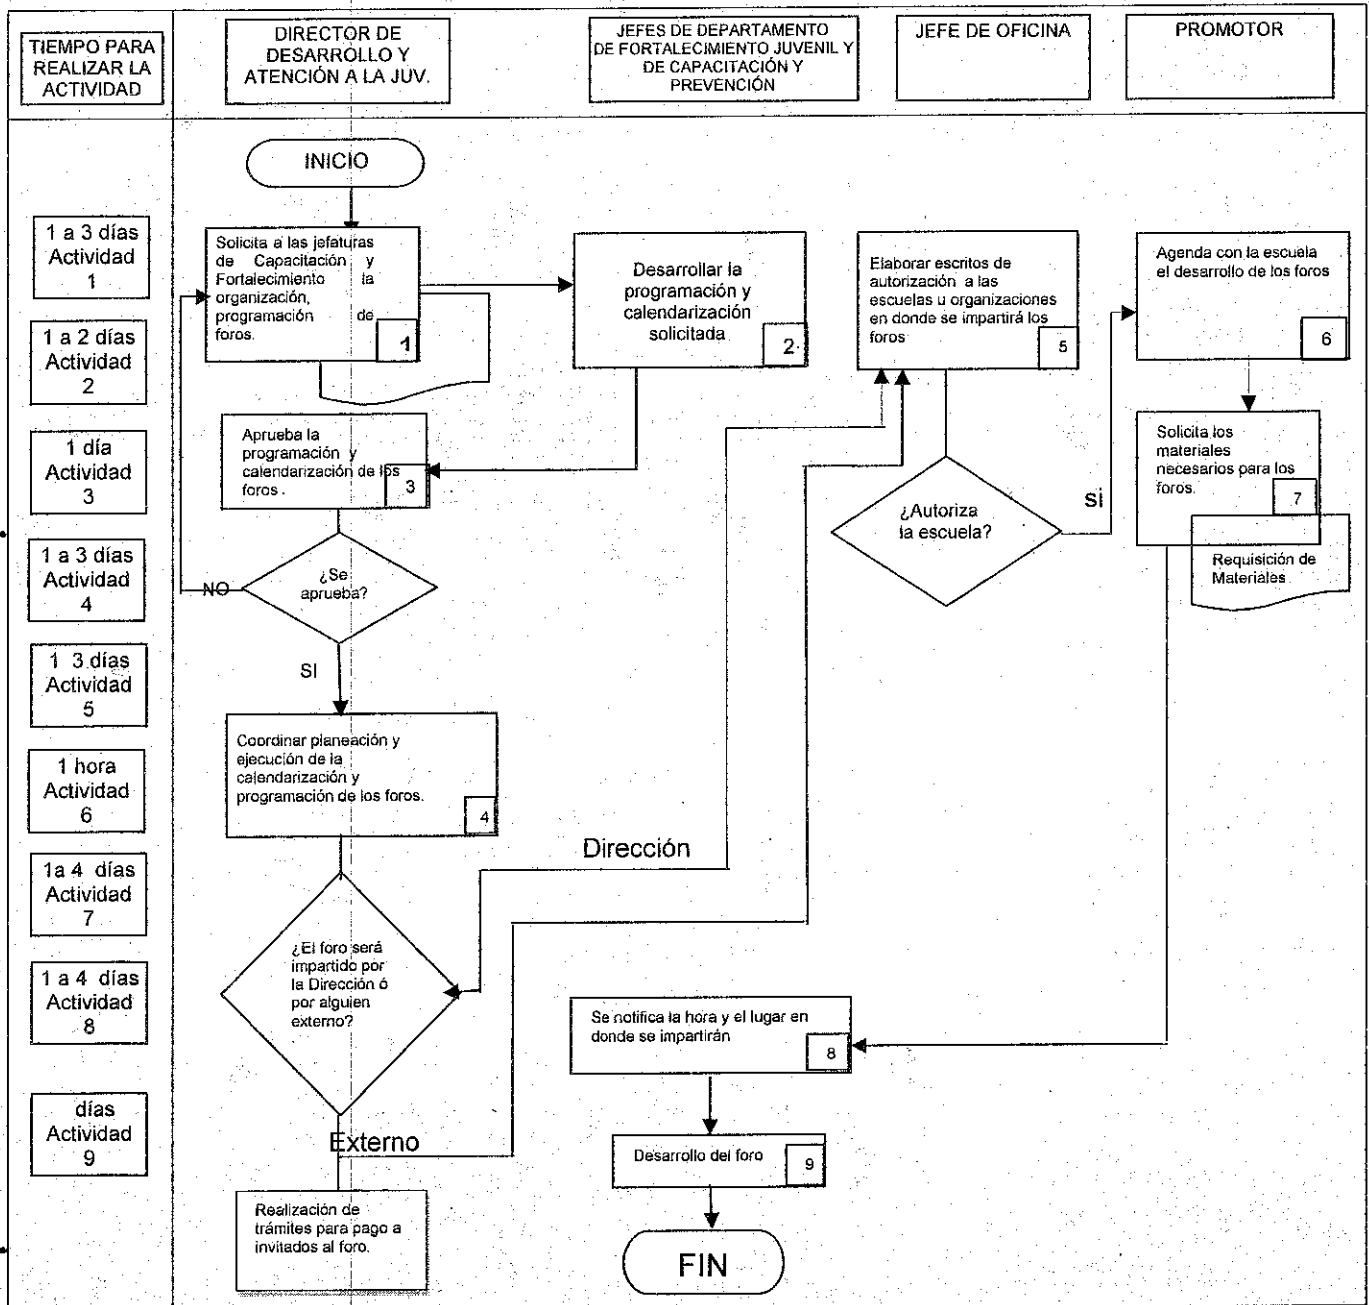 TIEMPO PARA
REALIZAR LA
ACTIVIDAD
DIRECTOR DE
DESARROLLO Y
ATENCIÓN A LA JUV.
JEFES DE DEPARTAMENTO
DE FORTALECIMIENTO JUVENIL Y
DE CAPACITACIÓN Y
PREVENCIÓN
JEFE DE OFICINA
PROMOTOR
INICIO
1 a 3 días
Actividad
1
1 a 2 días
Actividad
2
1 día
Actividad
3
1 a 3 días
Actividad
4
1 3 días
Actividad
5
1 hora
Actividad
6
1a 4 días
Actividad
7
1 a 4 días
Actividad
8
días
Actividad
9
Solicita a las jefaturas
de Capacitación y
Fortalecimiento la
organización,
programación de
foros.
1
Desarrollar la
programación y
calendarización
solicitada
2
Aprueba la
programación y
calendarización de los
foros .
3
¿Se
aprueba?
NO
SI
Coordinar planeación y
ejecución de la
calendarización y
programación de los foros.
4
¿El foro será
impartido por
la Dirección ó
por alguien
externo?
Dirección
Externo
Realización de
trámites para pago a
invitados al foro.
Elaborar escritos de
autorización a las
escuelas u organizaciones
en donde se impartirá los
foros
5
¿Autoriza
la escuela?
si
Agenda con la escuela
el desarrollo de los foros
6
Solicita los
materiales
necesarios para los
foros.
7
Requisición de
Materiales
Se notifica la hora y el lugar en
donde se impartirán
8
Desarrollo del foro
9
FIN